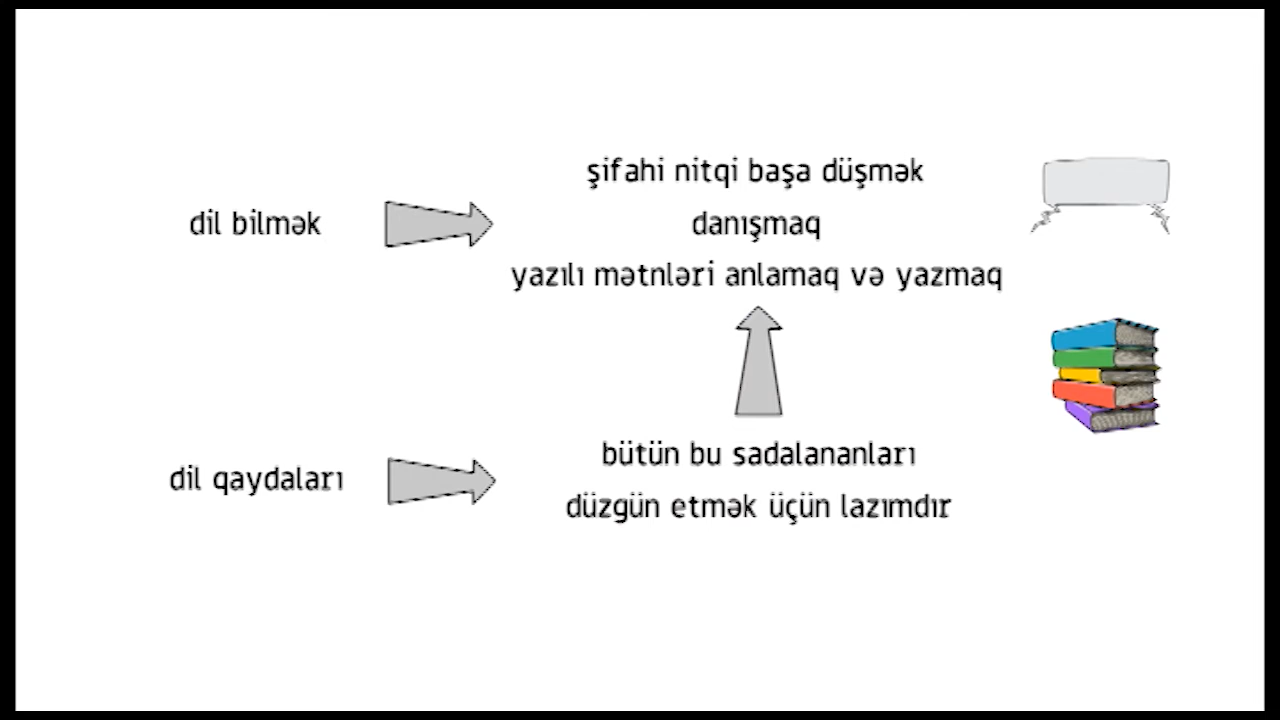 dil bilmək
şifahi nitqi başa düşmək
danışmaq
yazılı mətnləri anlamaq və yazmaq
dil qaydaları
bütün bu sadalananları
düzgün etmək üçün lazımdır